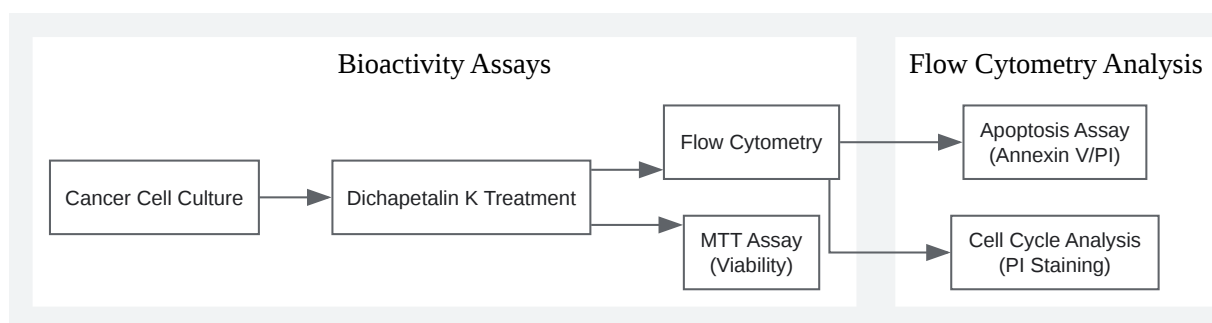 Bioactivity Assays
Flow Cytometry Analysis
Cancer Cell Culture
Dichapetalin K Treatment
Flow Cytometry
MTT Assay
(Viability)
Apoptosis Assay
(Annexin V/PI)
Cell Cycle Analysis
(PI Staining)